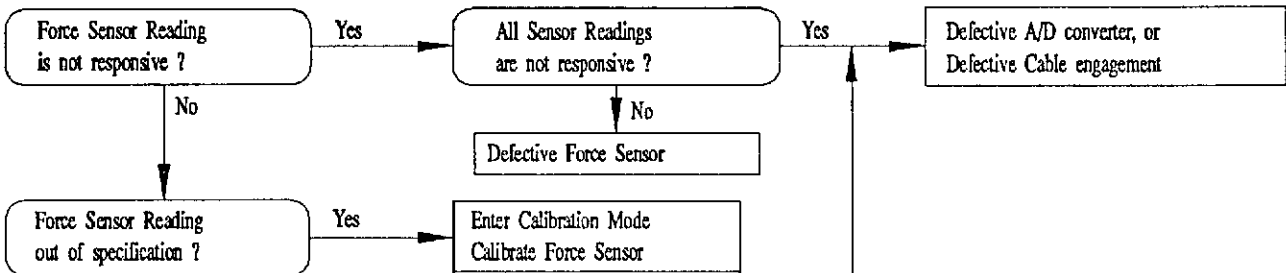 Force Sensor Reading
is not responsive ?
Yes
All Sensor Readings
are not responsive ?
Yes
Defective A/D converter, or
Defective Cable engagement
No
No
Defective Force Sensor
Force Sensor Reading
out of specification ?
Yes
Enter Calibration Mode
Calibrate Force Sensor